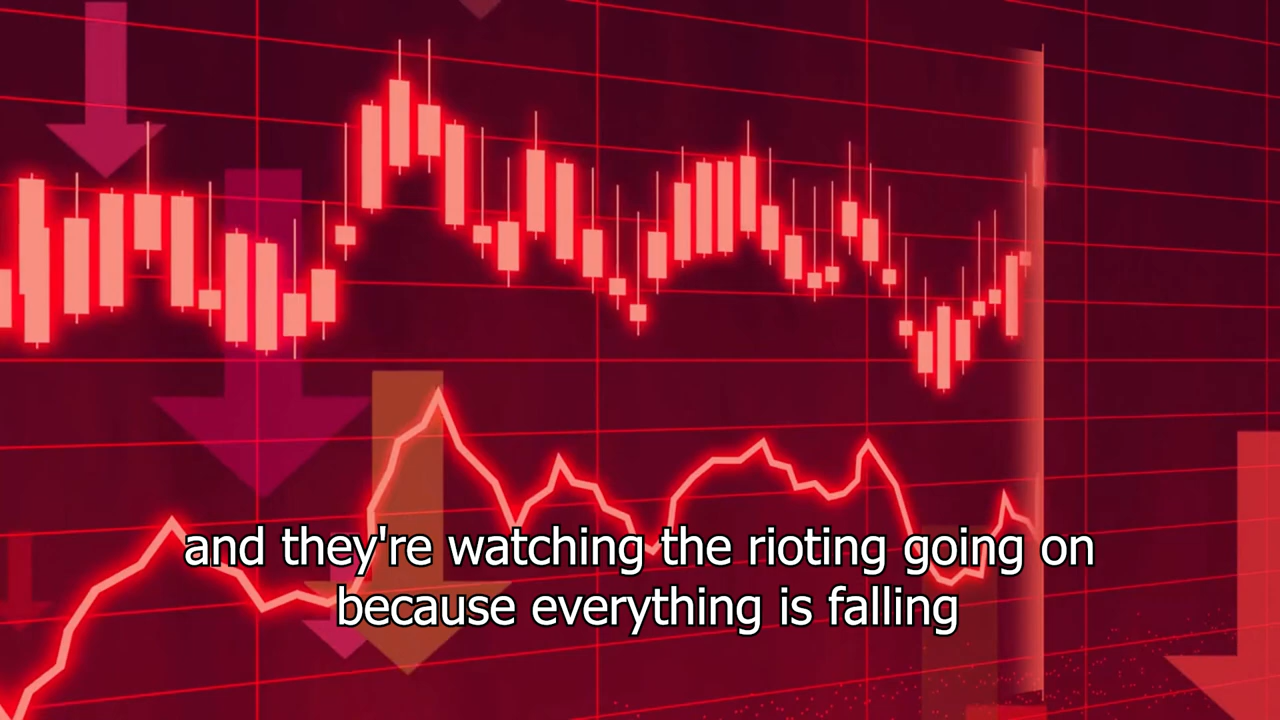 and they're watching the rioting going on
because everything is falling